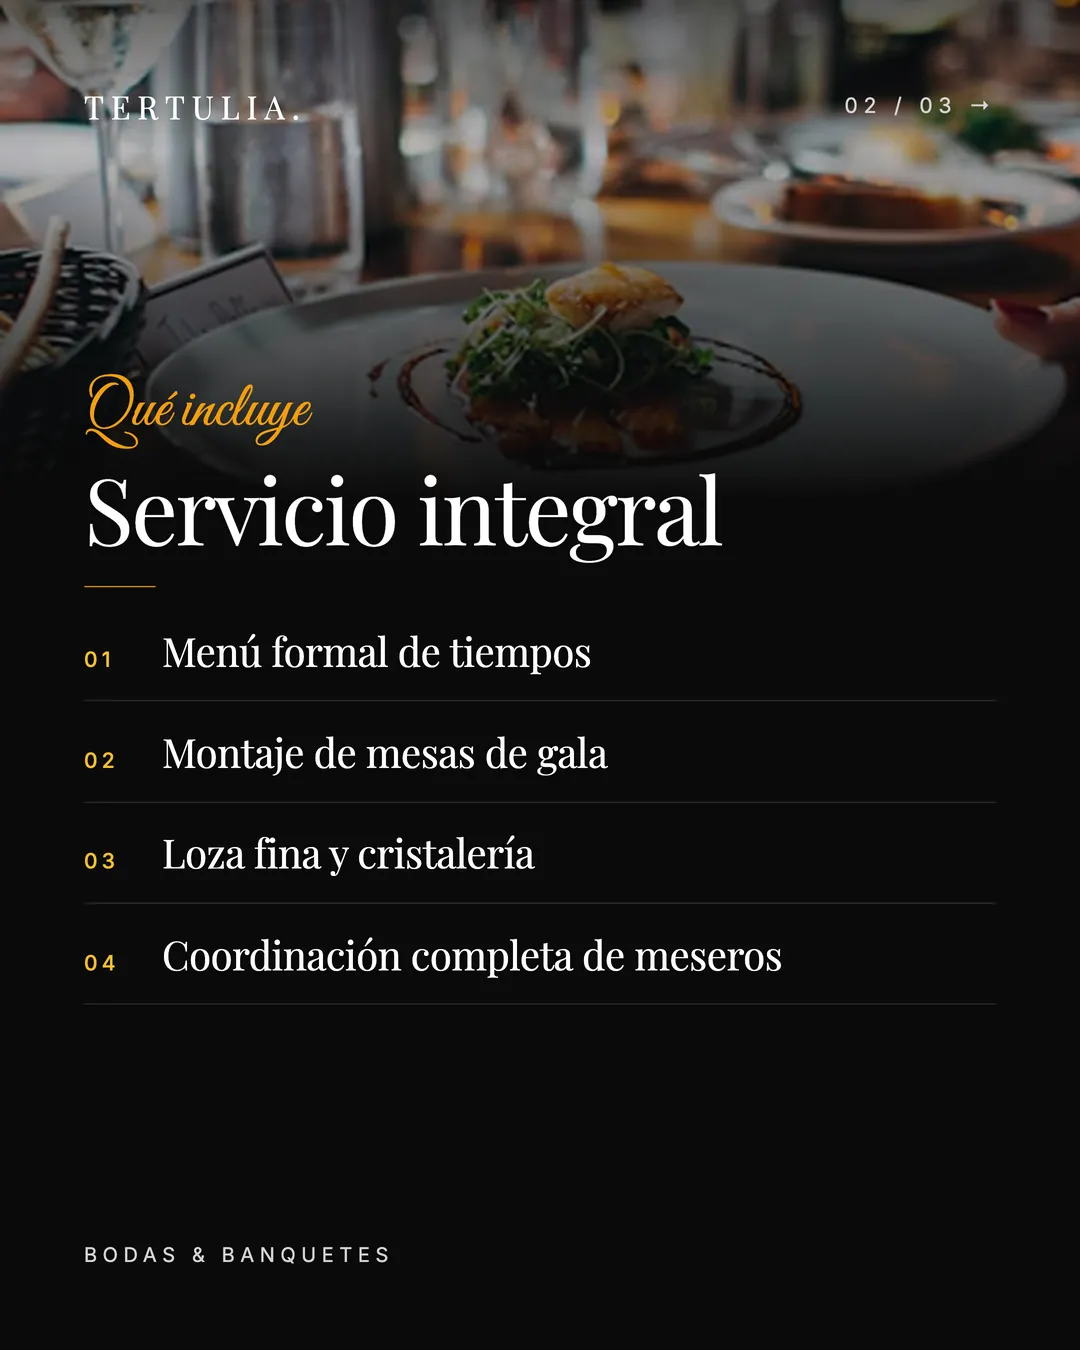 TERTULIA.
02 / 03 →
Qué incluye
Servicio integral
01 Menú formal de tiempos
02 Montaje de mesas de gala
03 Loza fina y cristalería
04 Coordinación completa de meseros
BODAS & BANQUETES